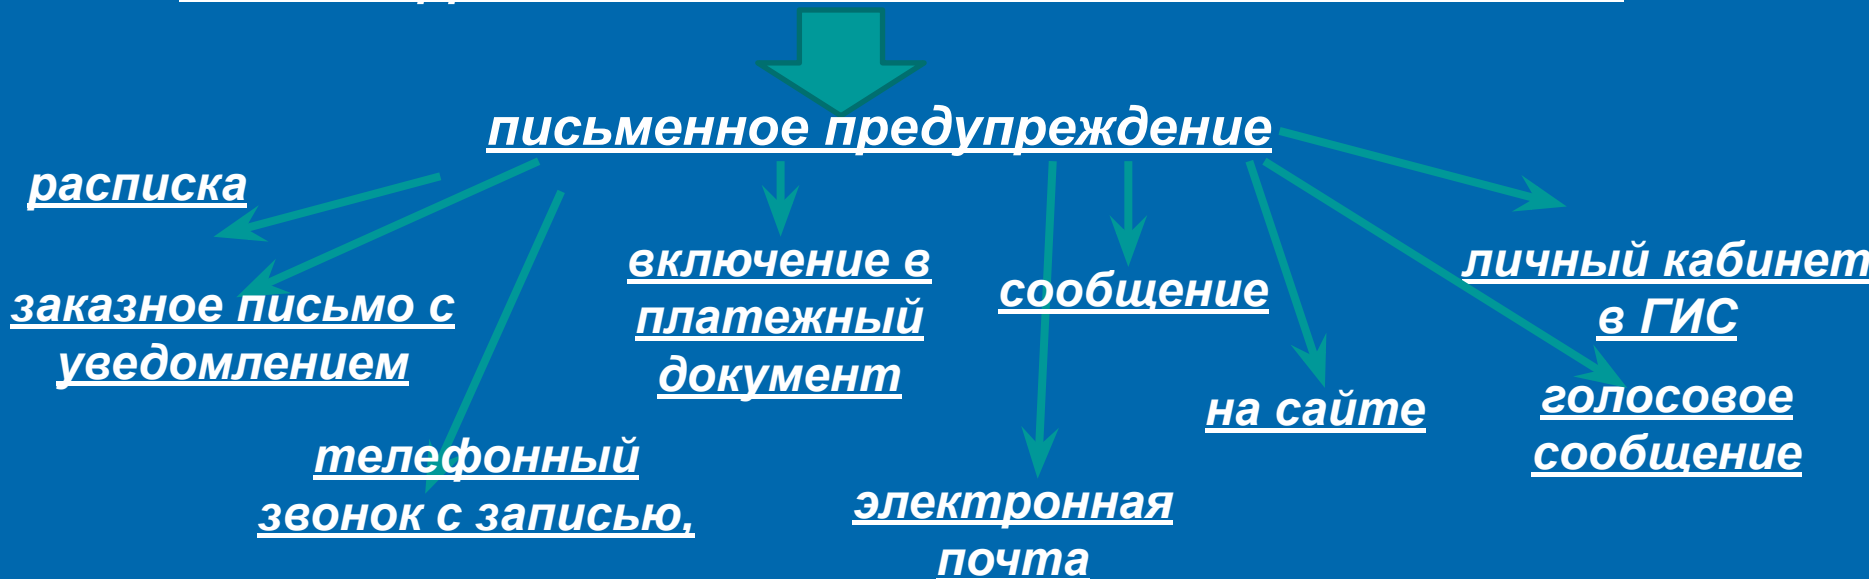 письменное предупреждение
расписка
заказное письмо с
уведомлением
телефонный
звонок с записью,
включение в
платежный
документ
электронная
почта
сообщение
на сайте
личный кабинет
в ГИС
голосовое
сообщение